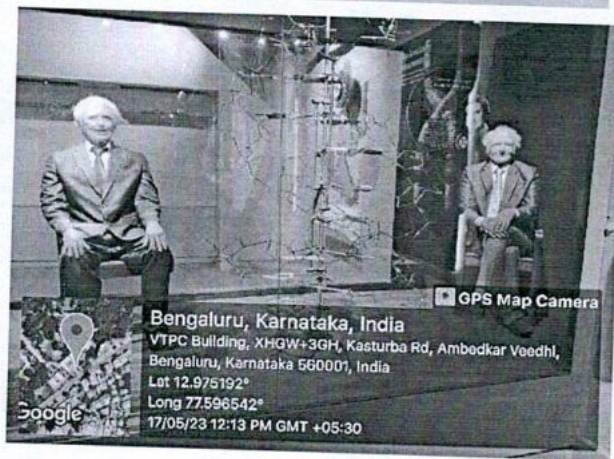 GPS Map Camera
Bengaluru, Karnataka, India
VTPC Building, XHGW+3GH, Kasturba Rd, Ambedkar Veedhi,
Bengaluru, Karnataka 560001, India
Lat 12.975192°
Long 77.596542°
17/05/23 12:13 PM GMT +05:30
Google